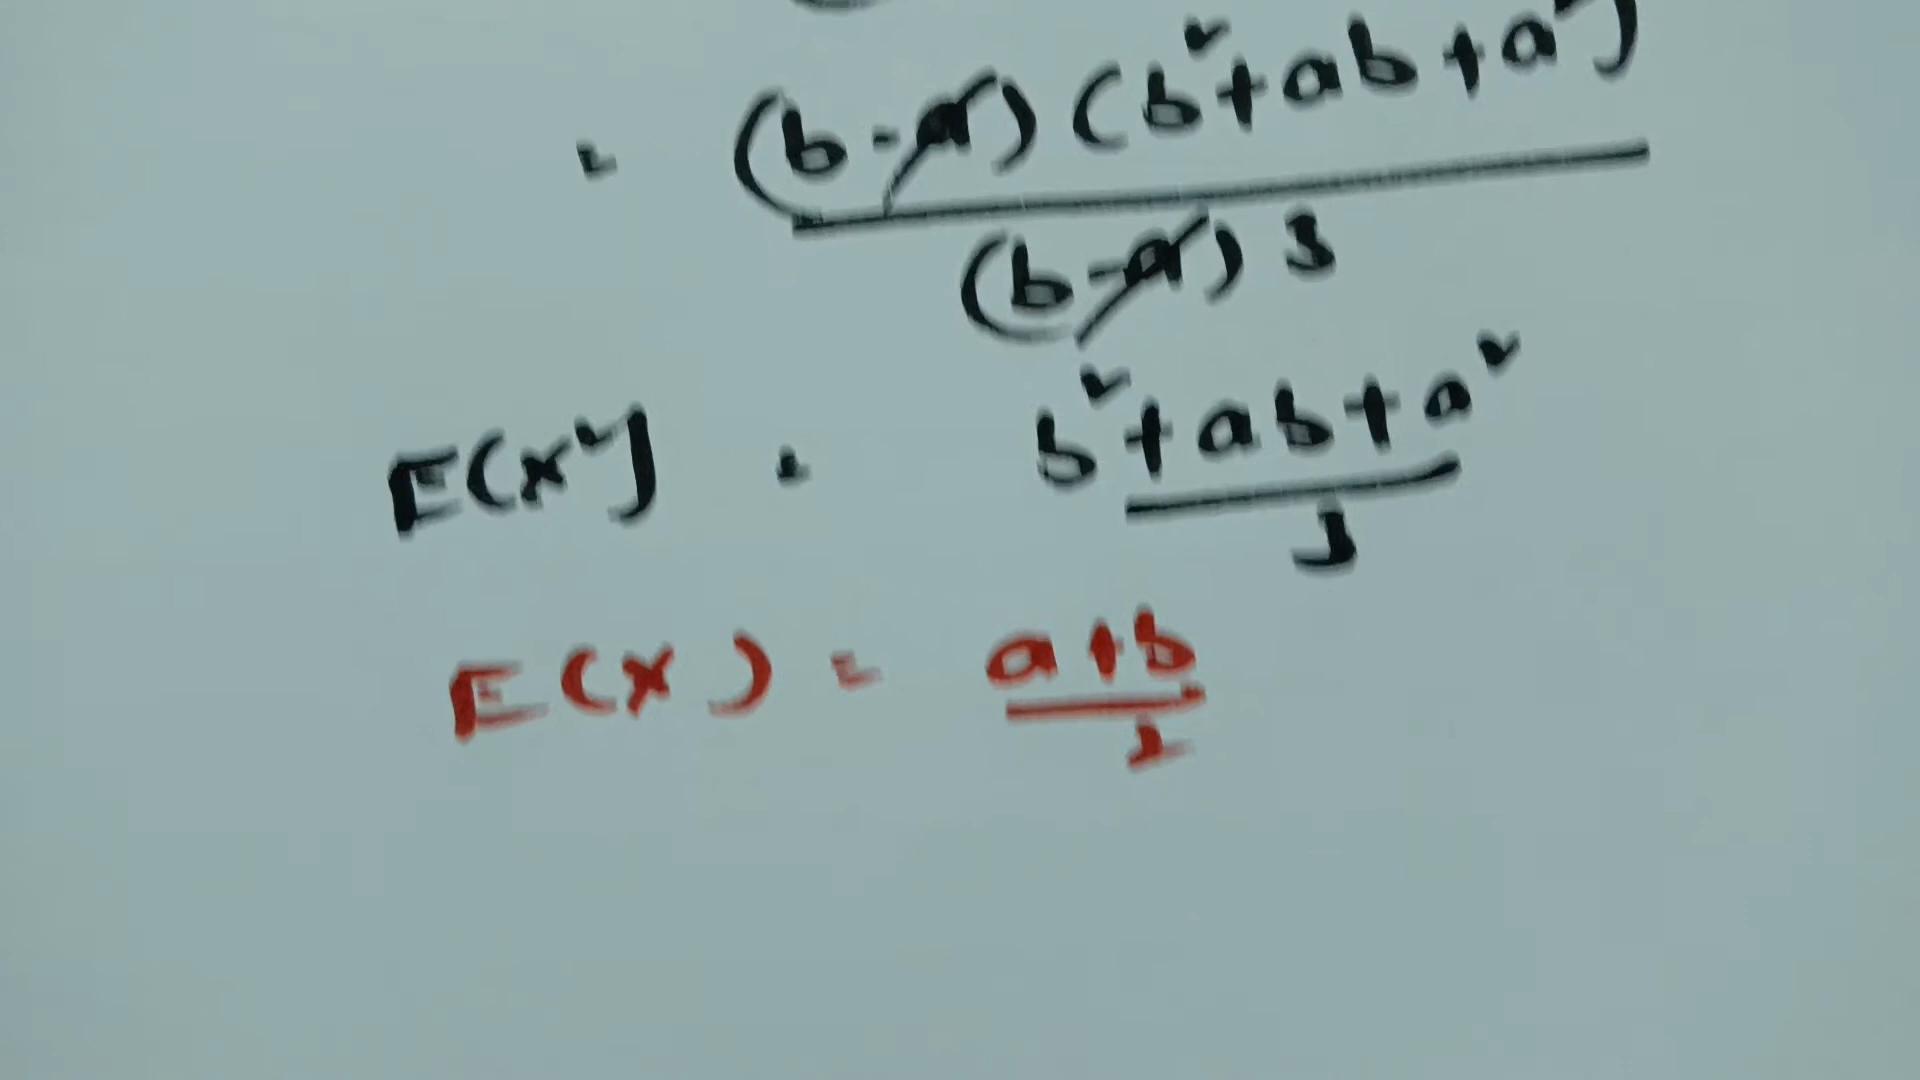 = (b-a) (b²+ab+a²)
(b-a) 3
E(x²) = b²+ab+a²
3
E(x) = a+b
2